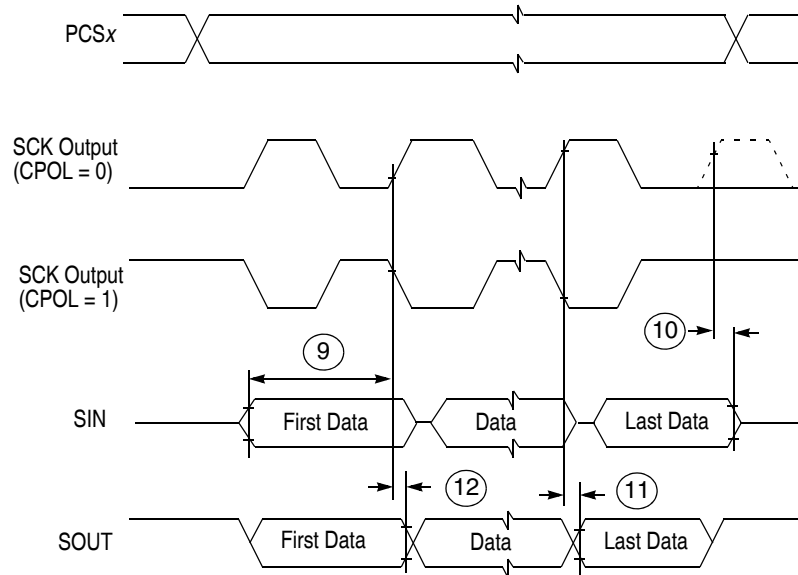 PCSx
SCK Output
(CPOL = 0)
SCK Output
(CPOL = 1)
10
9
SIN
First Data
Data
Last Data
12
11
SOUT
First Data
Data
Last Data